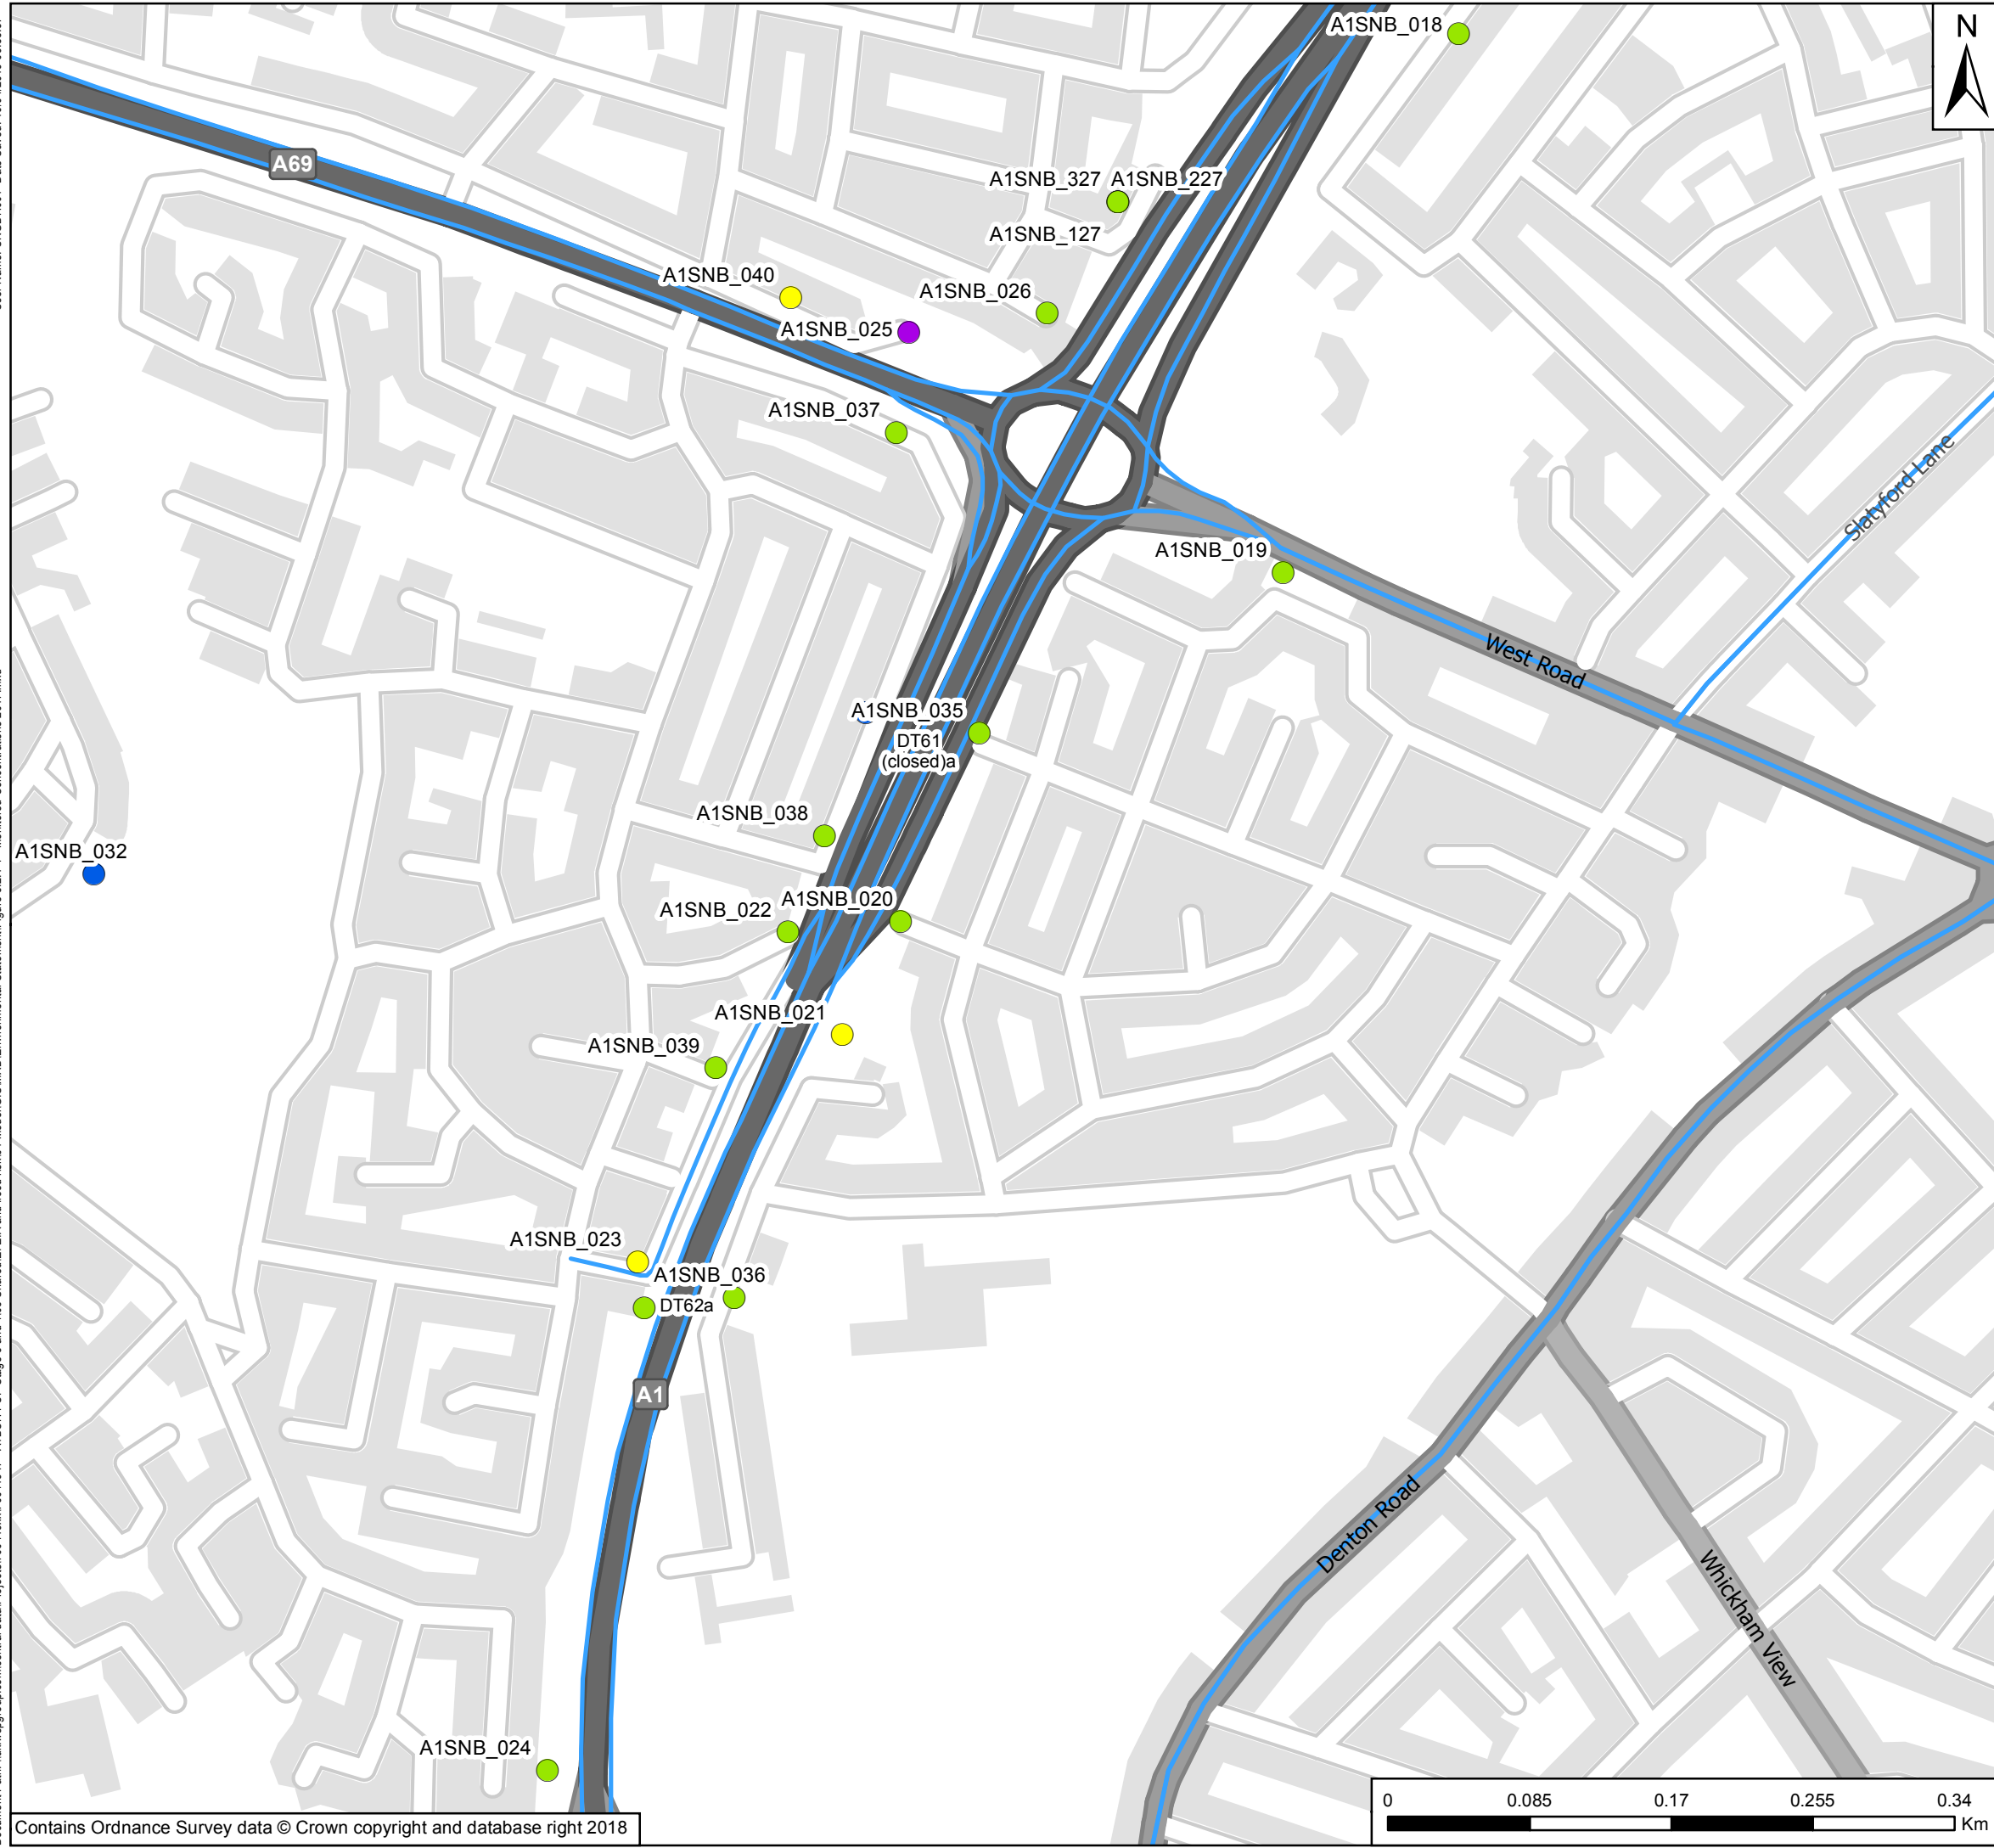 A1SNB_018
N
A69
A1SNB_327
A1SNB_227
A1SNB_127
A1SNB_040
A1SNB_026
A1SNB_025
A1SNB_037
Slatyford Lane
A1SNB_019
West Road
A1SNB_035
DT61
(closed)a
A1SNB_038
A1SNB_032
A1SNB_020
A1SNB_022
A1SNB_021
A1SNB_039
A1SNB_023
A1SNB_036
DT62a
A1
Denton Road
Whickham View
A1SNB_024
0 0.085 0.17 0.255 0.34
Km
Contains Ordnance Survey data © Crown copyright and database right 2018